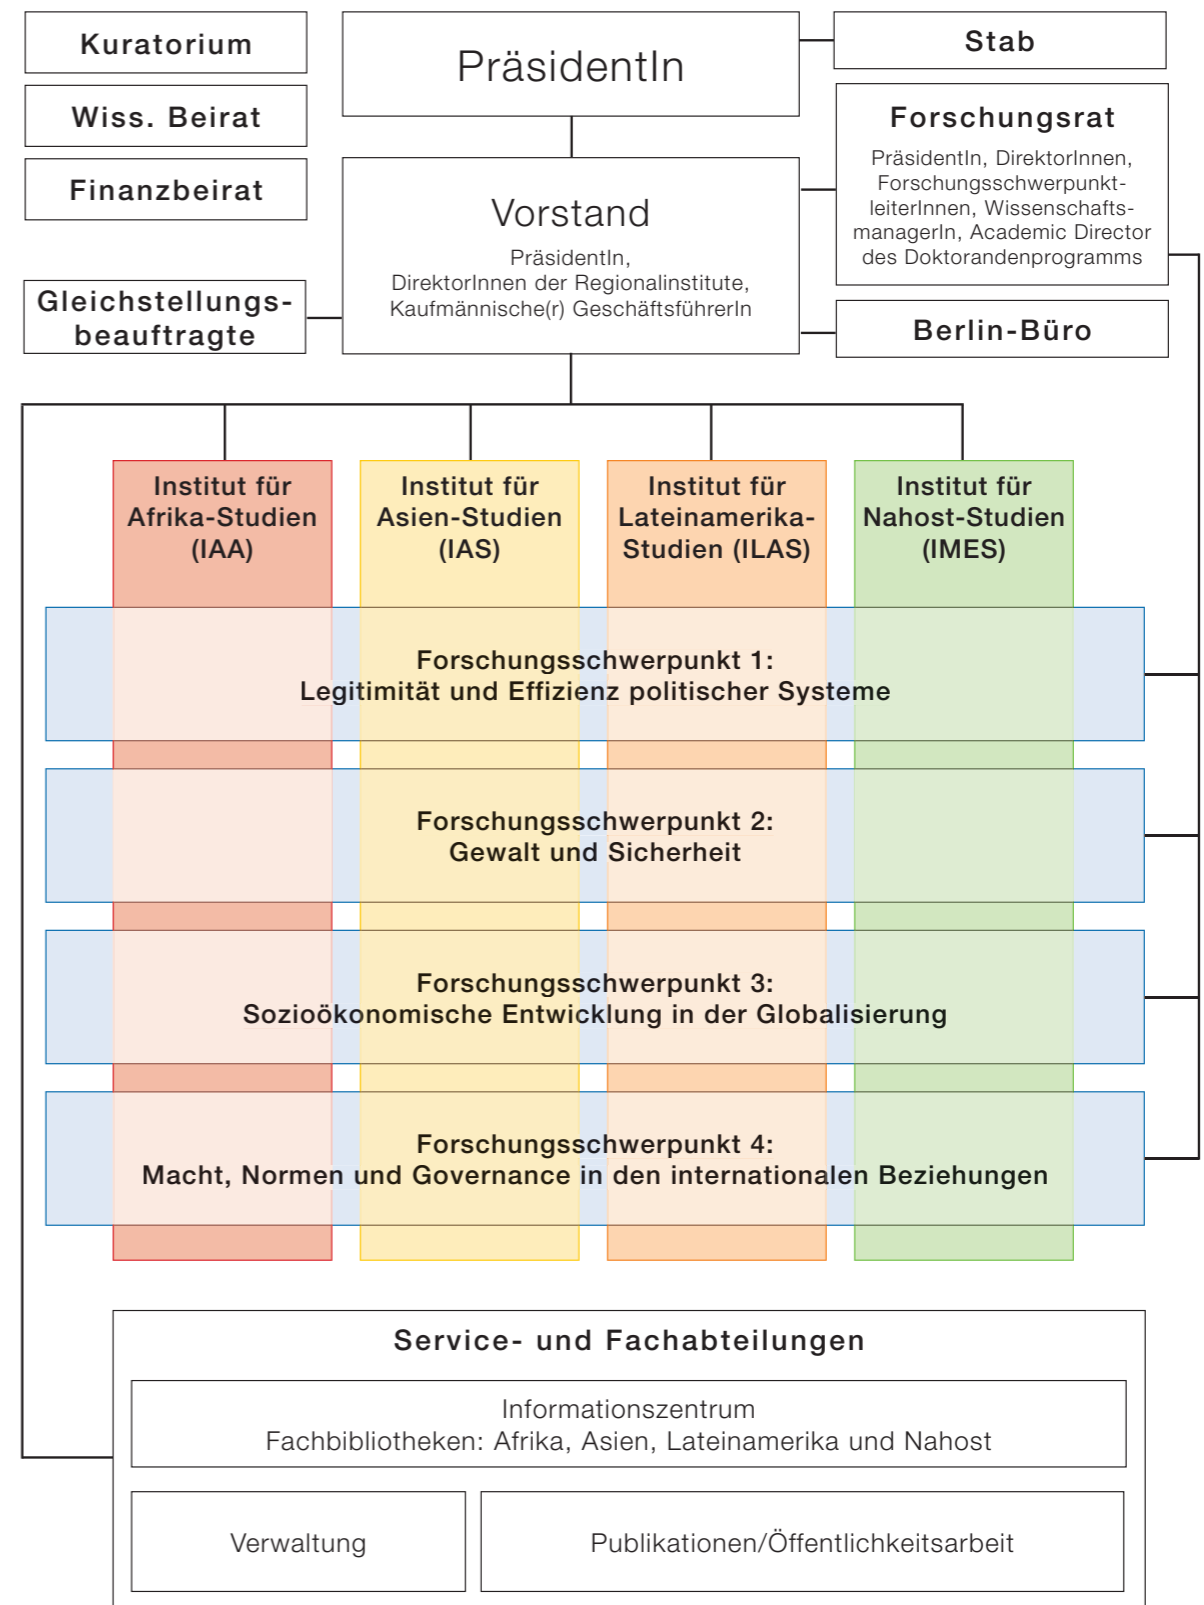 Kuratorium
Wiss. Beirat
Finanzbeirat
Gleichstellungs-
beauftragte
PräsidentIn
Vorstand
PräsidentIn,
DirektorInnen der Regionalinstitute,
Kaufmännische(r) GeschäftsführerIn
Stab
Forschungsrat
PräsidentIn, DirektorInnen,
Forschungsschwerpunkt-
leiterInnen, Wissenschafts-
managerIn, Academic Director
des Doktorandenprogramms
Berlin-Büro
Institut für
Afrika-Studien
(IAA)
Institut für
Asien-Studien
(IAS)
Institut für
Lateinamerika-
Studien (ILAS)
Institut für
Nahost-Studien
(IMES)
Forschungsschwerpunkt 1:
Legitimität und Effizienz politischer Systeme
Forschungsschwerpunkt 2:
Gewalt und Sicherheit
Forschungsschwerpunkt 3:
Sozioökonomische Entwicklung in der Globalisierung
Forschungsschwerpunkt 4:
Macht, Normen und Governance in den internationalen Beziehungen
Service- und Fachabteilungen
Informationszentrum
Fachbibliotheken: Afrika, Asien, Lateinamerika und Nahost
Verwaltung
Publikationen/Öffentlichkeitsarbeit